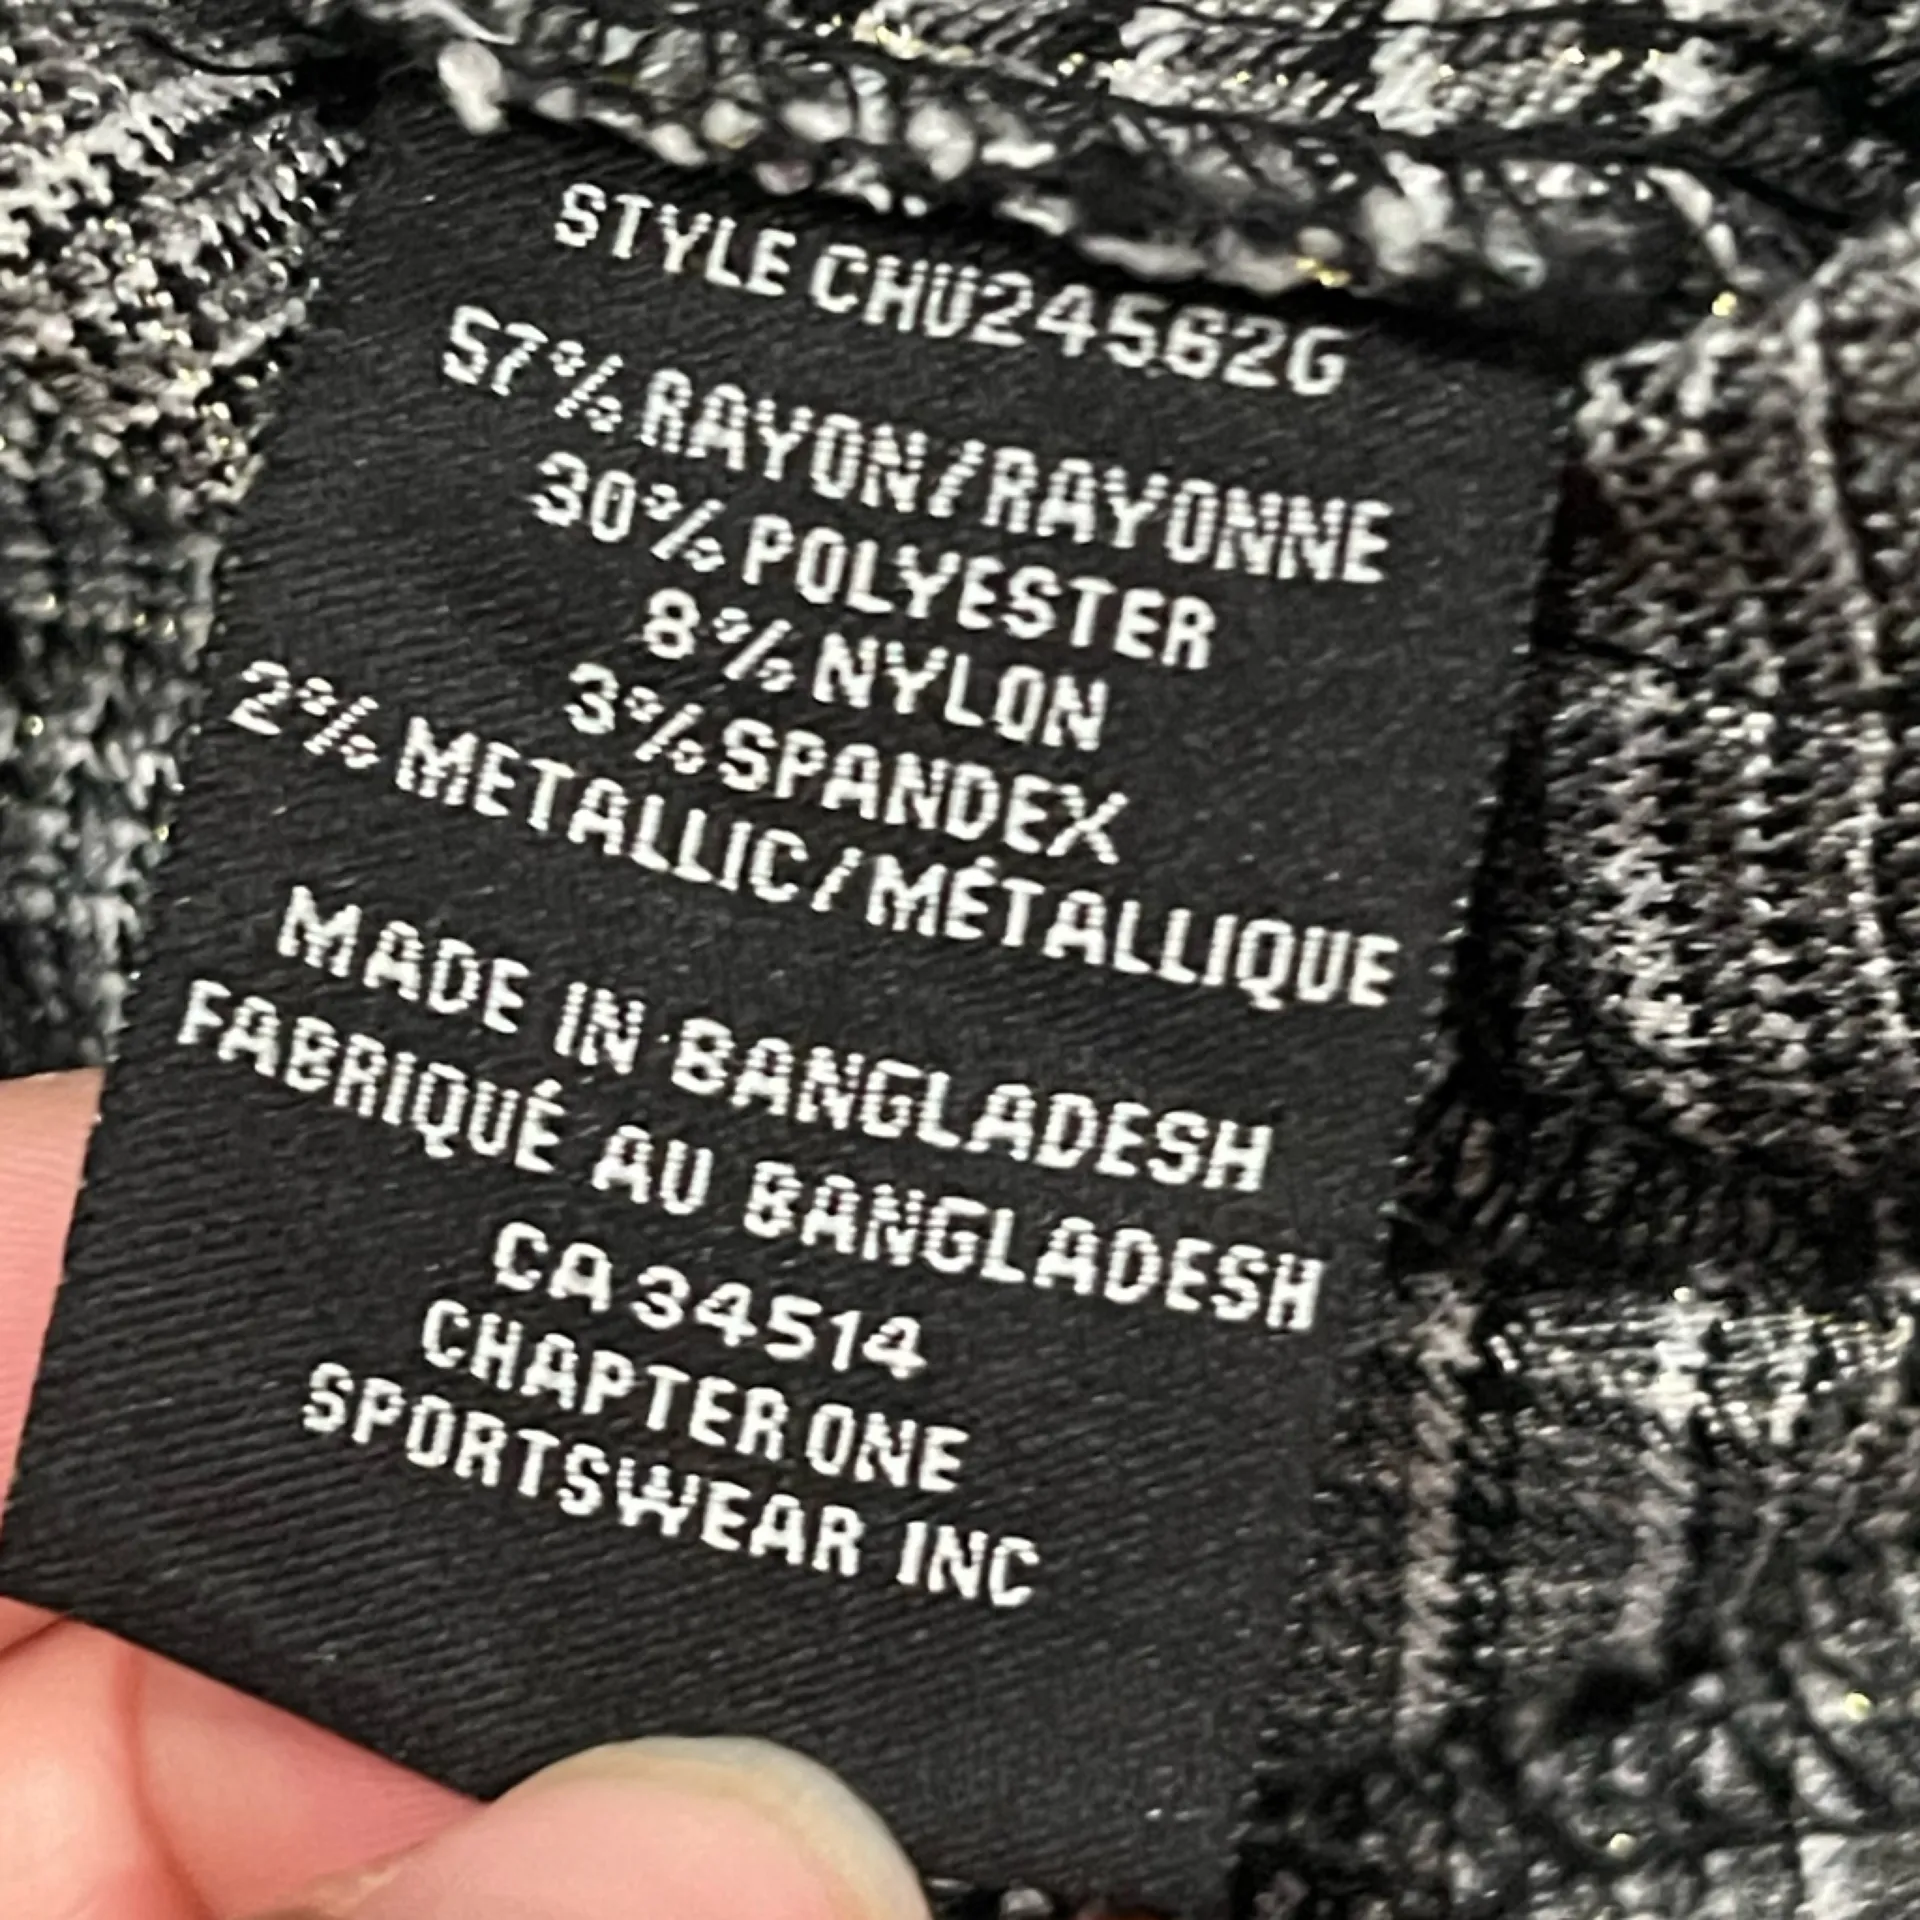 STYLE CHU24562G
57% RAYON/RAYONNE
30% POLYESTER
8% NYLON
3% SPANDEX
2% METALLIC/MÉTALLIQUE
MADE IN BANGLADESH
FABRIQUÉ AU BANGLADESH
CA 34514
CHAPTER ONE
SPORTSWEAR INC